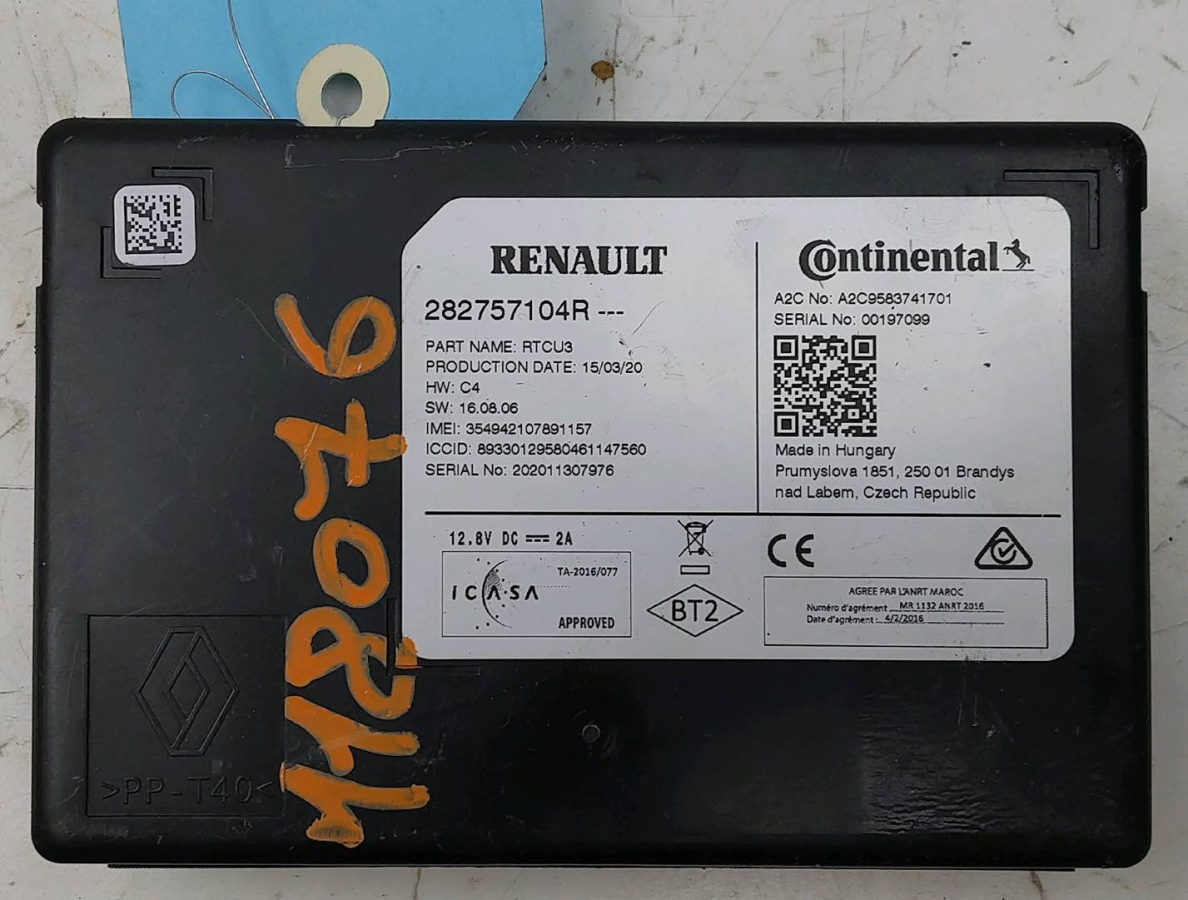 RENAULT
282757104R ---
PART NAME: RTCU3
PRODUCTION DATE: 15/03/20
HW: C4
SW: 16.08.06
IMEI: 354942107891157
ICCID: 89330129580461147560
SERIAL No: 202011307976
Continental
A2C No: A2C9583741701
SERIAL No: 00197099
Made in Hungary
Prumyslova 1851, 250 01 Brandys
nad Labem, Czech Republic
12.8V DC 2A
TA-2016/077
ICASA
APPROVED
BT2
CE
AGREE PAR L'ANRT MAROC
Numéro d'agrément MR 1132 ANRT 2016
Date d'agrément: 4/2/2016
118076
>PP-T40<